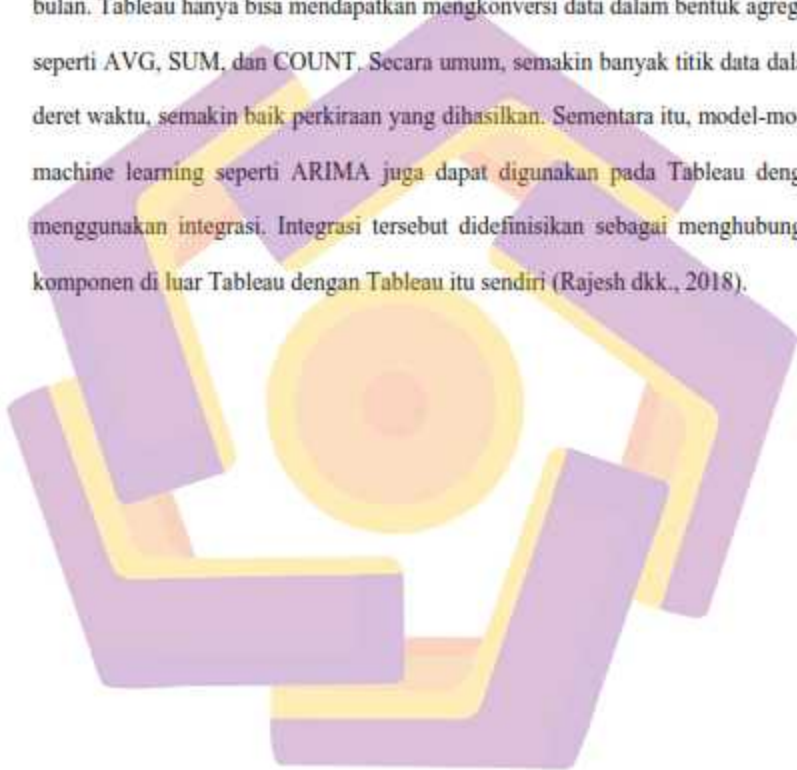 bulan. Tableau hanya bisa mendapatkan mengkonversi data dalam bentuk agreg
seperti AVG, SUM, dan COUNT. Secara umum, semakin banyak titik data dal
deret waktu, semakin baik perkiraan yang dihasilkan. Sementara itu, model-mo
machine learning seperti ARIMA juga dapat digunakan pada Tableau deng
menggunakan integrasi. Integrasi tersebut didefinisikan sebagai menghubung
komponen di luar Tableau dengan Tableau itu sendiri (Rajesh dkk., 2018).